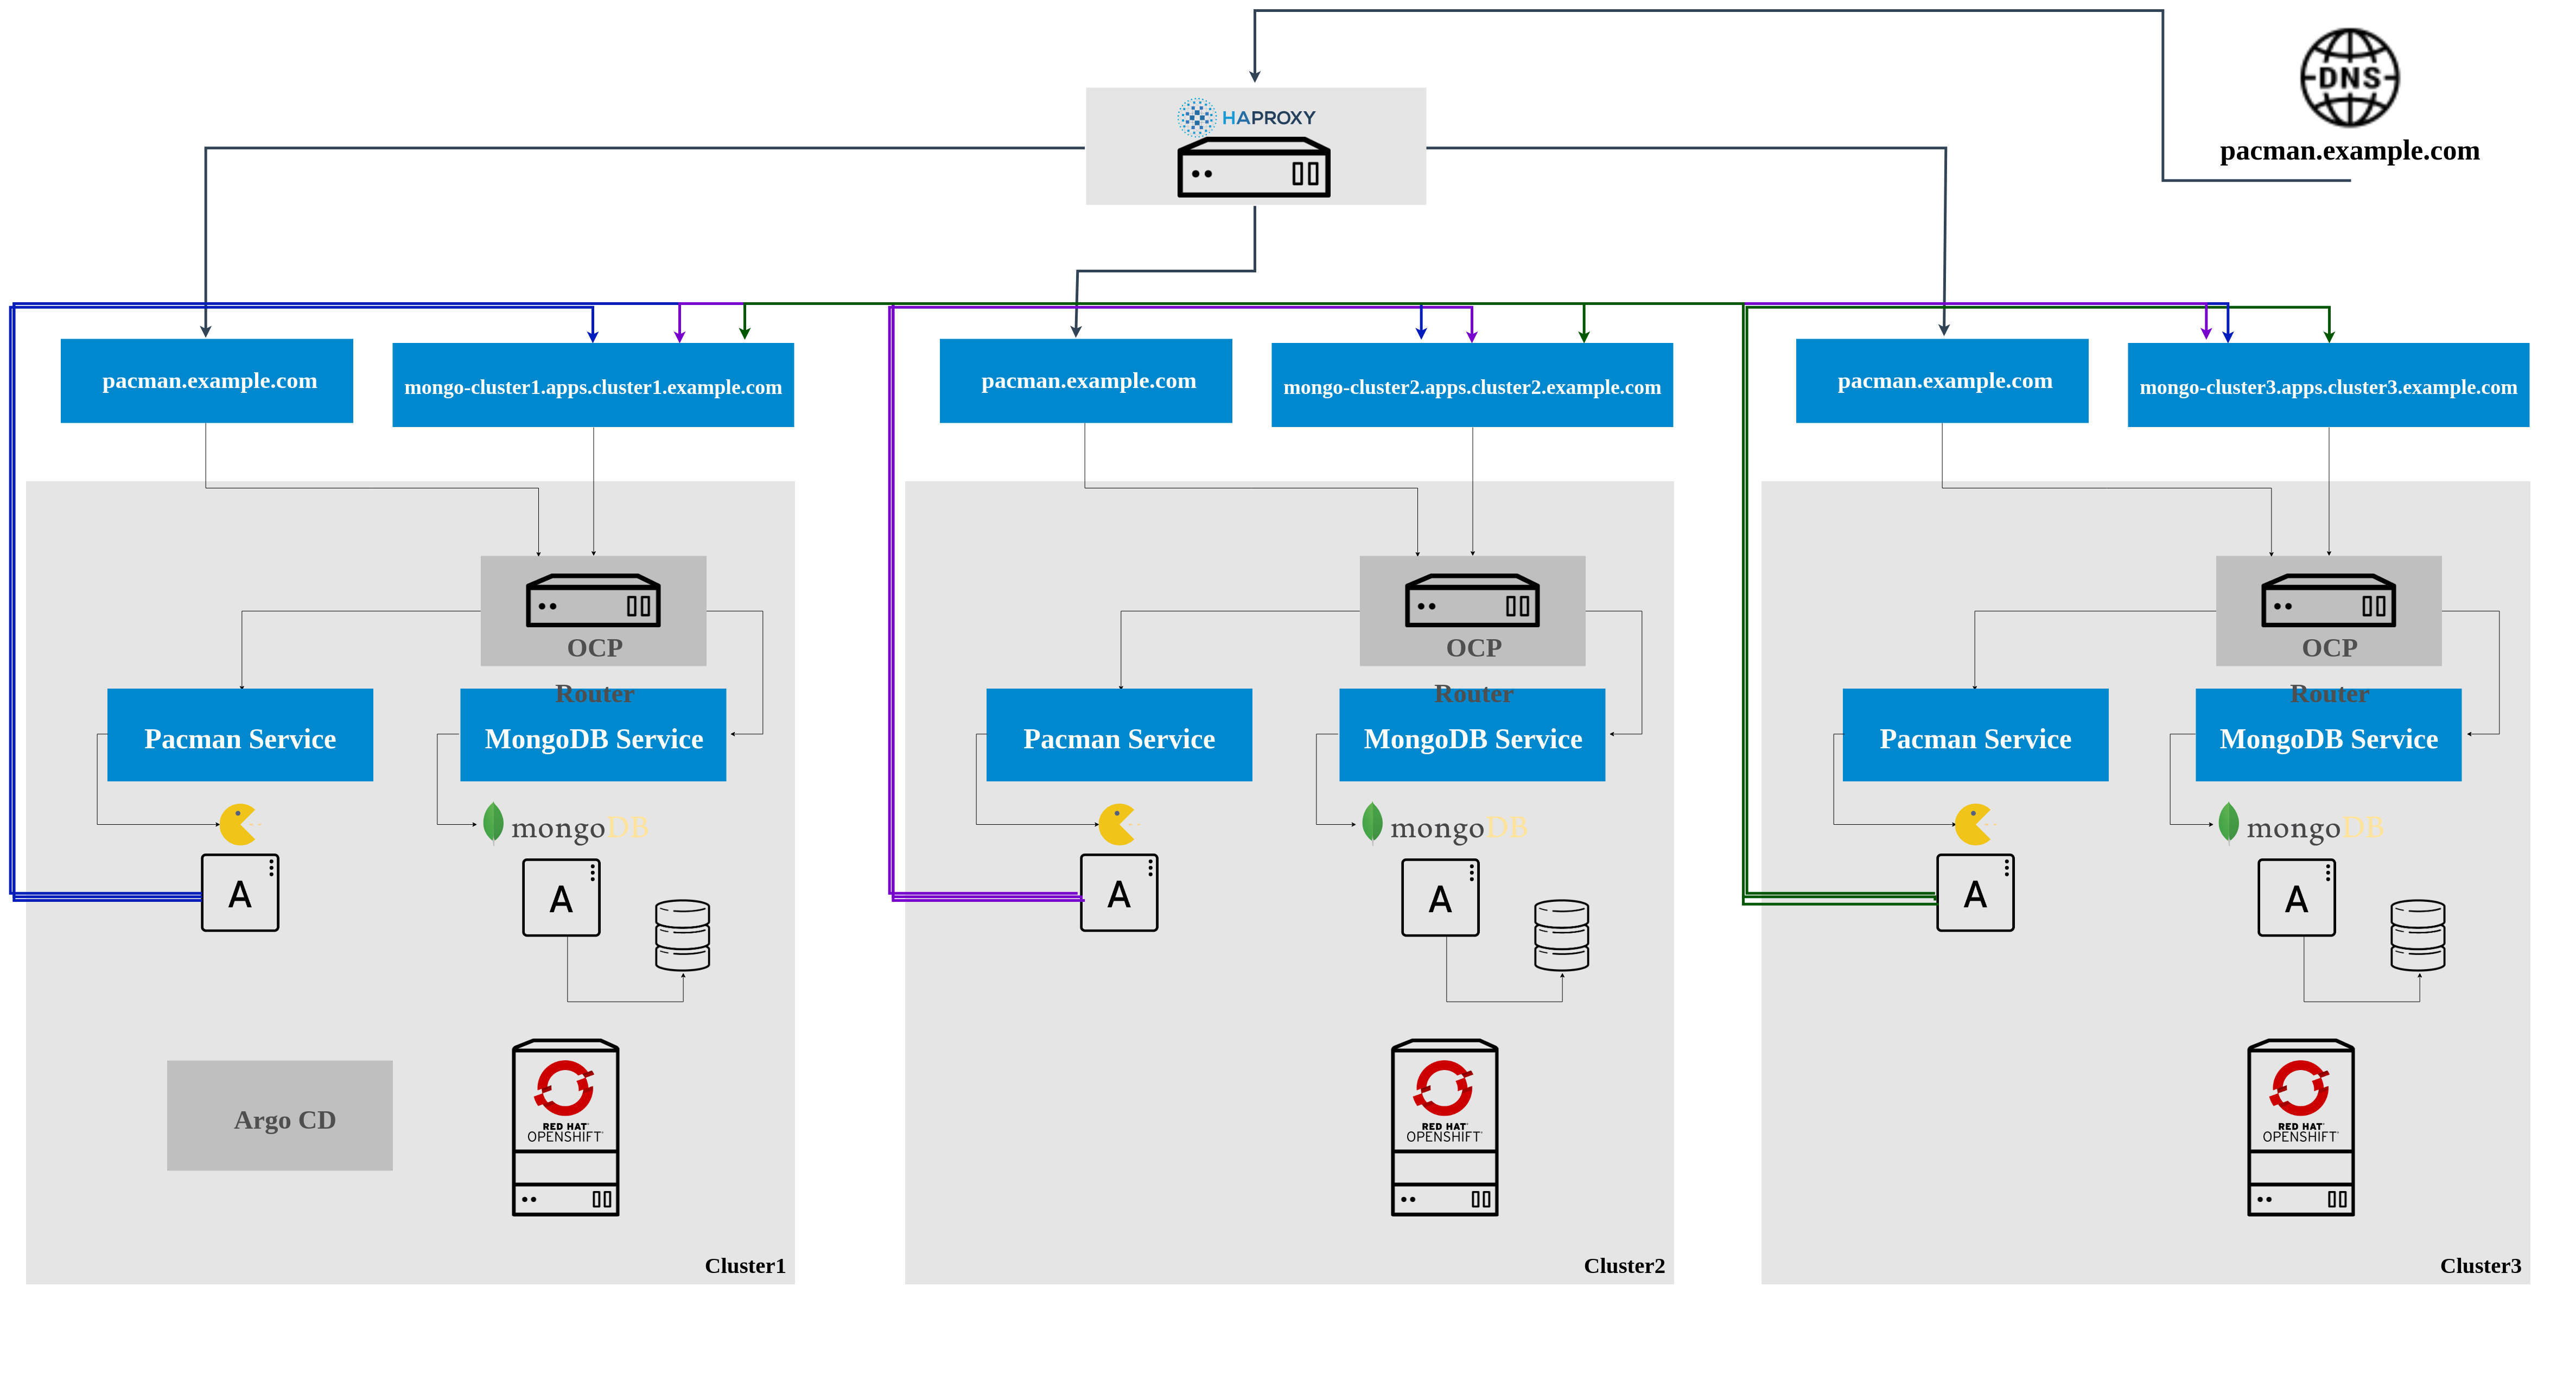 DNS
pacman.example.com
HAPROXY
pacman.example.com
mongo-cluster1.apps.cluster1.example.com
pacman.example.com
mongo-cluster2.apps.cluster2.example.com
pacman.example.com
mongo-cluster3.apps.cluster3.example.com
OCP
Router
Pacman Service
MongoDB Service
mongoDB
A
A
Argo CD
RED HAT
OPENSHIFT
Cluster1
OCP
Router
Pacman Service
MongoDB Service
mongoDB
A
A
RED HAT
OPENSHIFT
Cluster2
OCP
Router
Pacman Service
MongoDB Service
mongoDB
A
A
RED HAT
OPENSHIFT
Cluster3